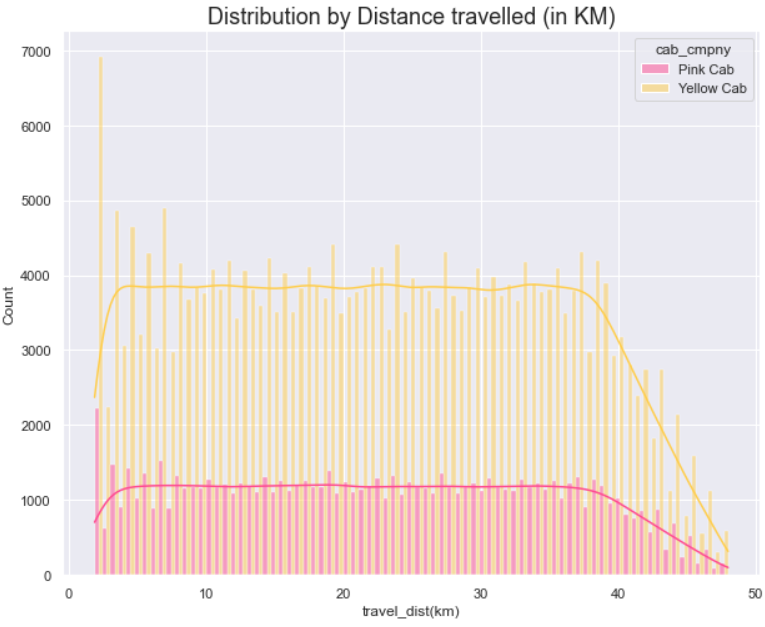 Distribution by Distance travelled (in KM)
cab_cmpny
Pink Cab
Yellow Cab
7000
6000
5000
4000
3000
2000
1000
0
Count
0 10 20 30 40 50
travel_dist(km)